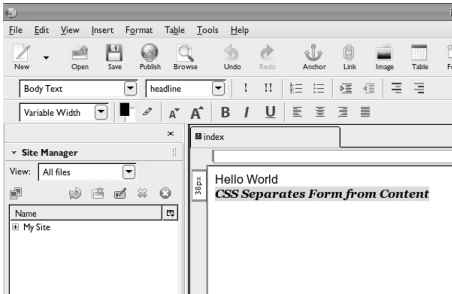 File Edit View Insert Format Table Tools Help
New Open Save Publish Browse Undo Redo Anchor Link Image Table
Body Text headline ! !!
Variable Width A A B I U
index
Site Manager
View: All files
38px
Hello World
CSS Separates Form from Content
Name
My Site